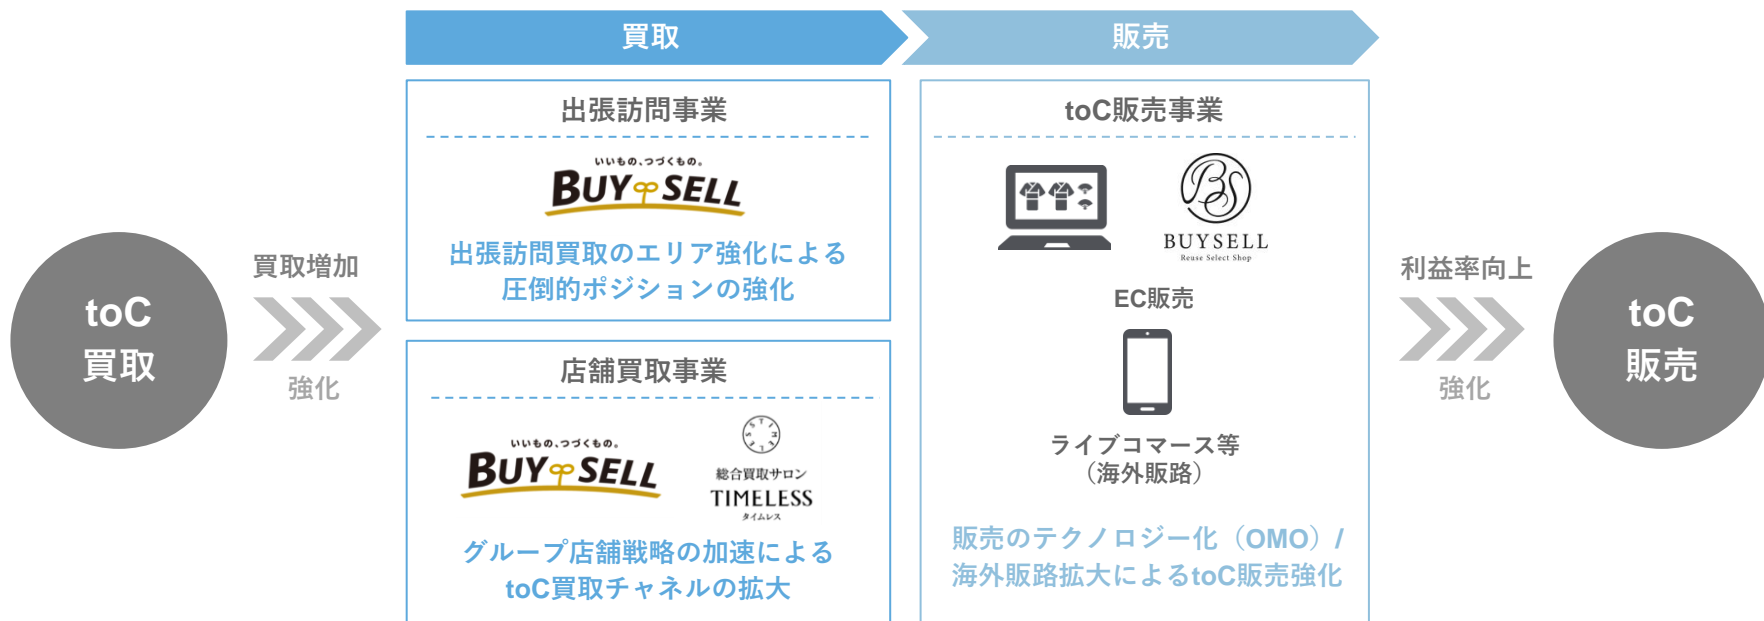 買取
販売
toC
買取
買取増加
強化
出張訪問事業
いいもの、つづくもの。
BUY SELL
出張訪問買取のエリア強化による
圧倒的ポジションの強化
店舗買取事業
いいもの、つづくもの。
BUY SELL
TIMELESS
総合買取サロン
TIMELESS
タイムレス
グループ店舗戦略の加速による
toC買取チャネルの拡大
toC販売事業
BS
BUYSELL
Reuse Select Shop
EC販売
ライブコマース等
（海外販路）
販売のテクノロジー化（OMO）/
海外販路拡大によるtoC販売強化
利益率向上
強化
toC
販売